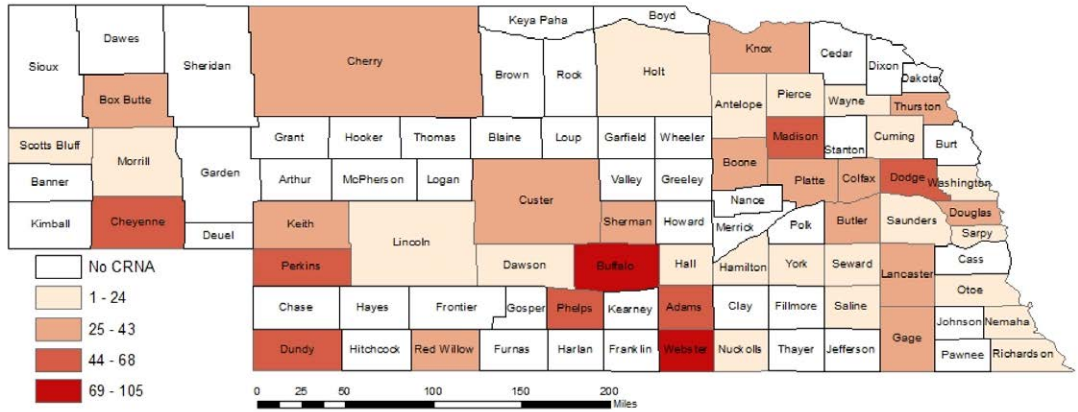 Keya Paha Boyd
Dawes Knox Cedar
Sioux Sheridan Cherry Brown Rock Holt Dixon
Dakota
Box Butte Antelope Pierce Wayne Thurston
Grant Hooker Thomas Blaine Loup Garfield Wheeler Madison Stanton Cuming Burt
Scotts Bluff Morrill Garden Boone
Banner Arthur McPherson Logan Custer Valley Greeley Platte Colfax Dodge Washington
Nance
Kimball Cheyenne Deuel Keith Lincoln Sherman Howard Merrick Polk Butler Saunders Douglas
Sarpy
No CRNA Perkins Dawson Buffalo Hall Hamilton York Seward Lancaster Cass
Otoe
1 - 24 Chase Hayes Frontier Gosper Phelps Kearney Adams Clay Fillmore Saline
25 - 43 Johnson Nemaha
44 - 68 Dundy Hitchcock Red Willow Furnas Harlan Franklin Webster Nuckolls Thayer Jefferson Gage Pawnee Richardson
69 - 105
0 50 100 150 200
Miles